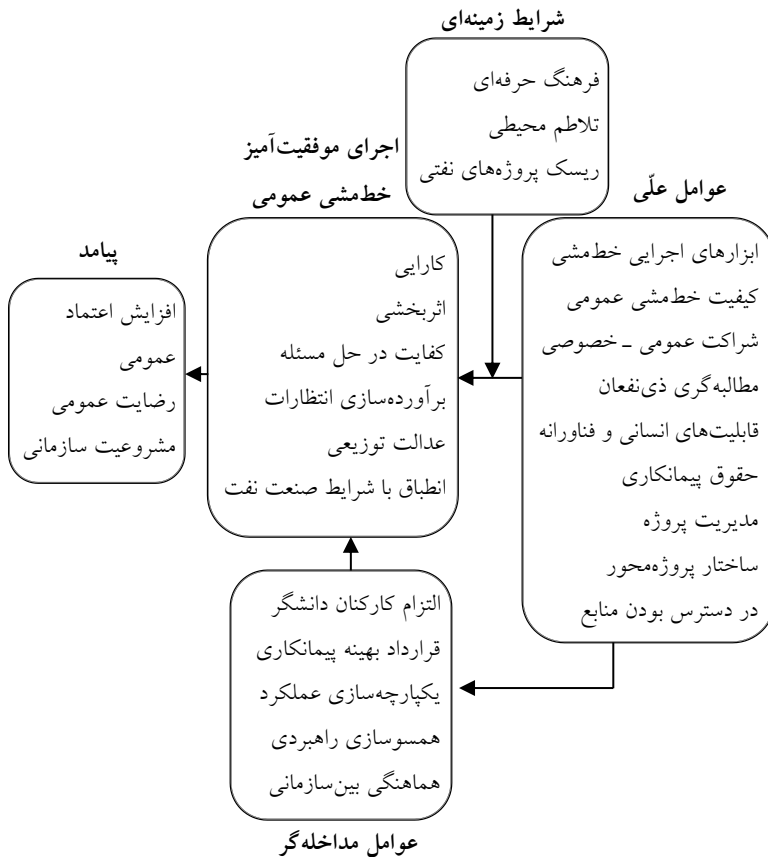 شرایط زمینه‌ای
فرهنگ حرفه‌ای
تلاطم محیطی
ریسک پروژه‌های نفتی
عوامل علّی
ابزارهای اجرایی خط‌مشی
کیفیت خط‌مشی عمومی
شراکت عمومی ـ خصوصی
مطالبه‌گری ذی‌نفعان
قابلیت‌های انسانی و فناورانه
حقوق پیمانکاری
مدیریت پروژه
ساختار پروژه‌محور
در دسترس بودن منابع
اجرای موفقیت‌آمیز
خط‌مشی عمومی
کارایی
اثربخشی
کفایت در حل مسئله
برآورده‌سازی انتظارات
عدالت توزیعی
انطباق با شرایط صنعت نفت
پیامد
افزایش اعتماد
عمومی
رضایت عمومی
مشروعیت سازمانی
التزام کارکنان دانشگر
قرارداد بهینه پیمانکاری
یکپارچه‌سازی عملکرد
همسوسازی راهبردی
هماهنگی بین‌سازمانی
عوامل مداخله‌گر